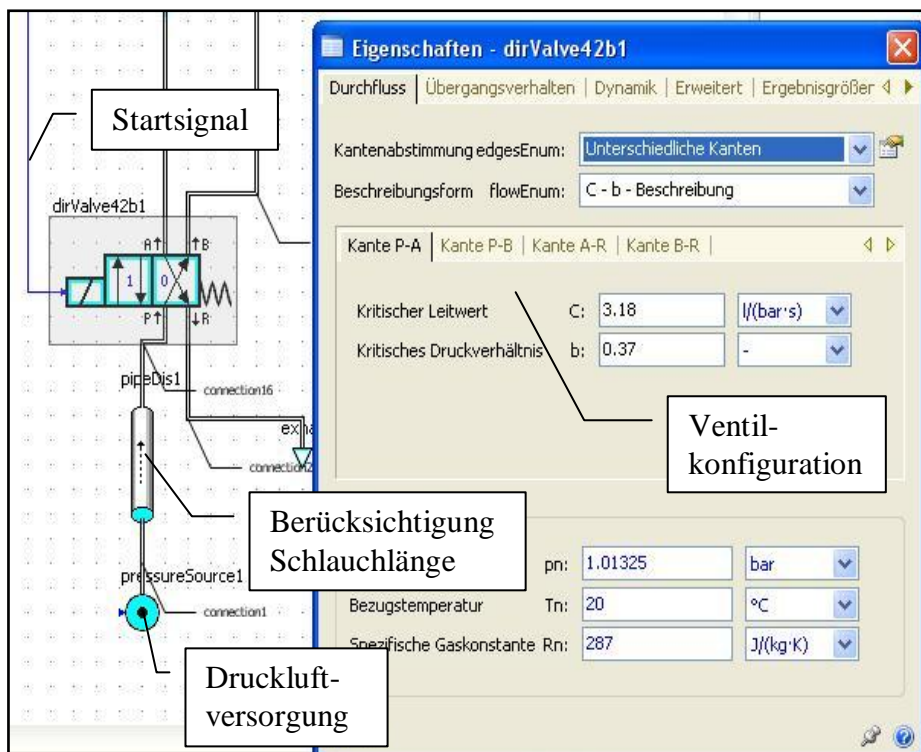 Startsignal
dirValve42b1
A
B
1
0
P
R
pipeDis1
connection16
connection2
pressureSource1
connection1
Berücksichtigung
Schlauchlänge
Druckluft-
versorgung
Eigenschaften - dirValve42b1
Durchfluss Übergangsverhalten Dynamik Erweitert Ergebnisgrößer
Kantenabstimmung edgesEnum: Unterschiedliche Kanten
Beschreibungsform flowEnum: C - b - Beschreibung
Kante P-A Kante P-B Kante A-R Kante B-R
Kritischer Leitwert C: 3.18 l/(bar·s)
Kritisches Druckverhältnis b: 0.37 -
Ventil-
konfiguration
pn: 1.01325 bar
Bezugstemperatur Tn: 20 °C
Spezifische Gaskonstante Rn: 287 J/(kg·K)